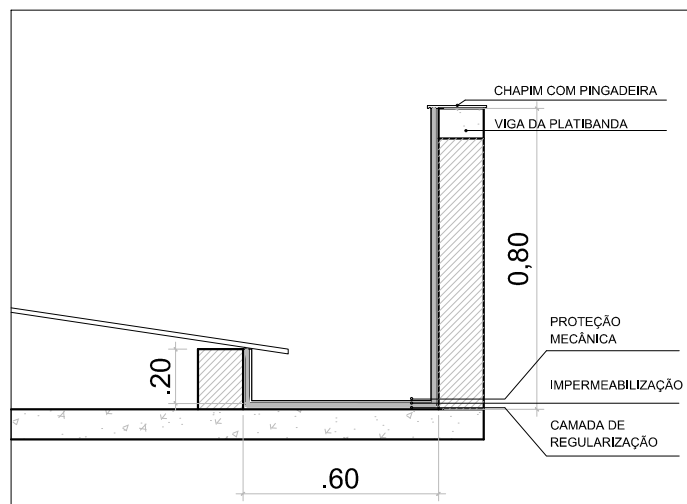 CHAPIM COM PINGADEIRA
VIGA DA PLATIBANDA
0,80
PROTEÇÃO
MECÂNICA
.20
IMPERMEABILIZAÇÃO
CAMADA DE
REGULARIZAÇÃO
.60